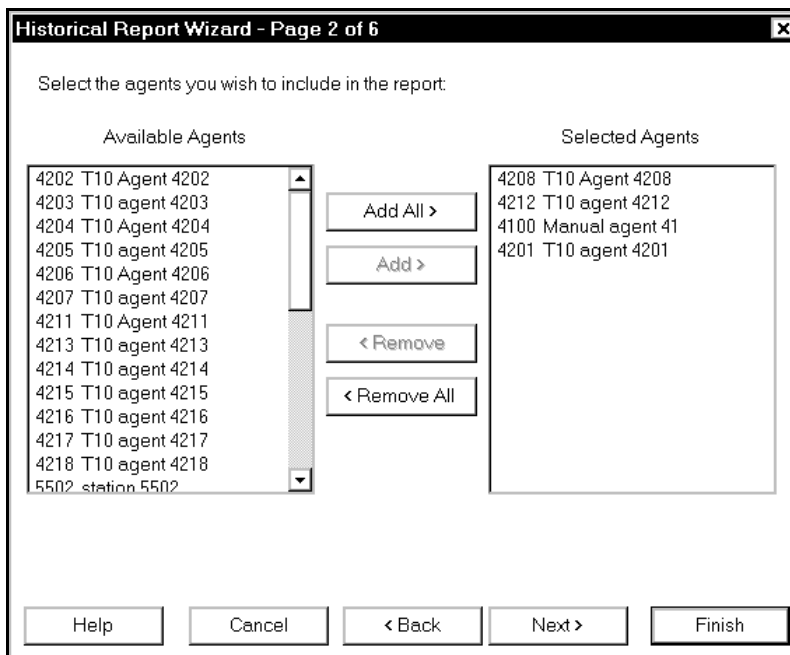 Historical Report Wizard - Page 2 of 6
Select the agents you wish to include in the report:
Available Agents
4202 T10 Agent 4202
4203 T10 agent 4203
4204 T10 Agent 4204
4205 T10 agent 4205
4206 T10 Agent 4206
4207 T10 agent 4207
4211 T10 Agent 4211
4213 T10 agent 4213
4214 T10 agent 4214
4215 T10 agent 4215
4216 T10 agent 4216
4217 T10 agent 4217
4218 T10 agent 4218
5502 station 5502
Add All >
Add >
< Remove
< Remove All
Selected Agents
4208 T10 Agent 4208
4212 T10 agent 4212
4100 Manual agent 41
4201 T10 agent 4201
Help
Cancel
< Back
Next >
Finish